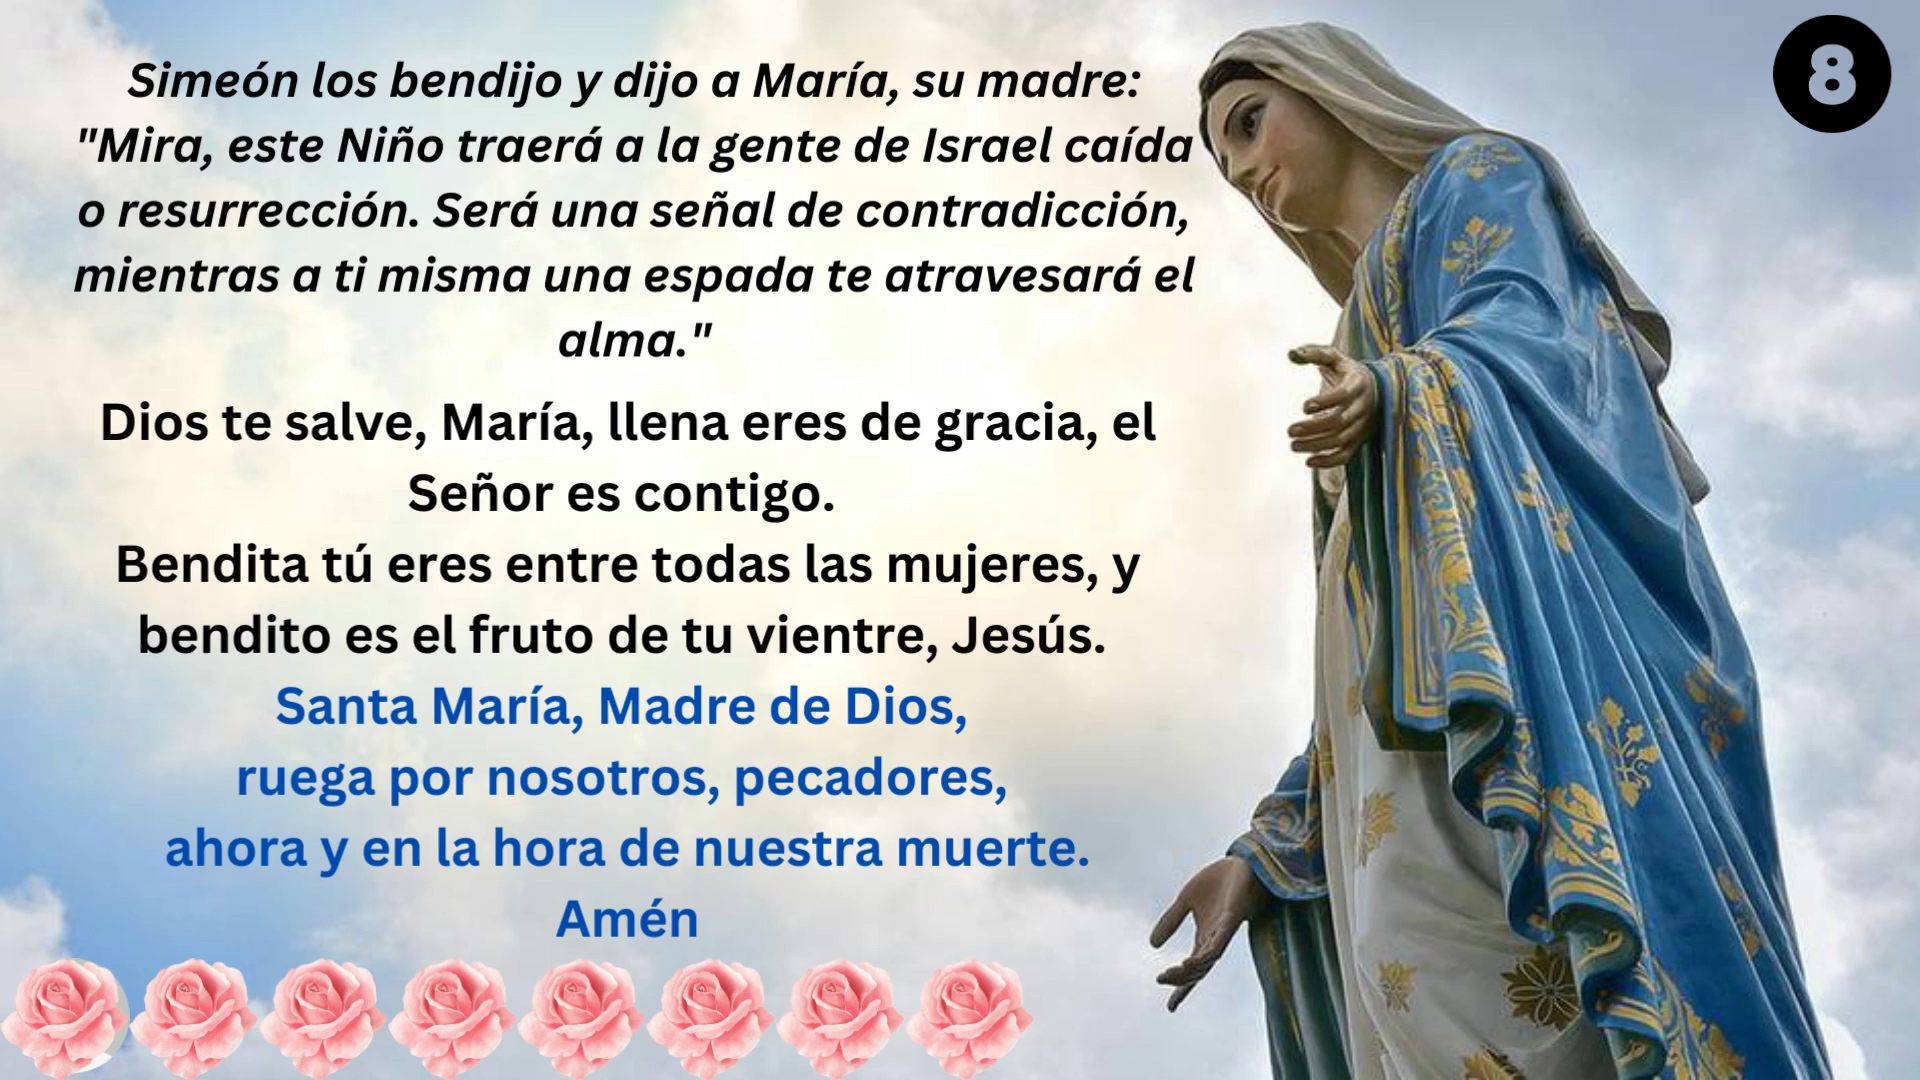 8
Simeón los bendijo y dijo a María, su madre:
"Mira, este Niño traerá a la gente de Israel caída
o resurrección. Será una señal de contradicción,
mientras a ti misma una espada te atravesará el
alma."
Dios te salve, María, llena eres de gracia, el
Señor es contigo.
Bendita tú eres entre todas las mujeres, y
bendito es el fruto de tu vientre, Jesús.
Santa María, Madre de Dios,
ruega por nosotros, pecadores,
ahora y en la hora de nuestra muerte.
Amén